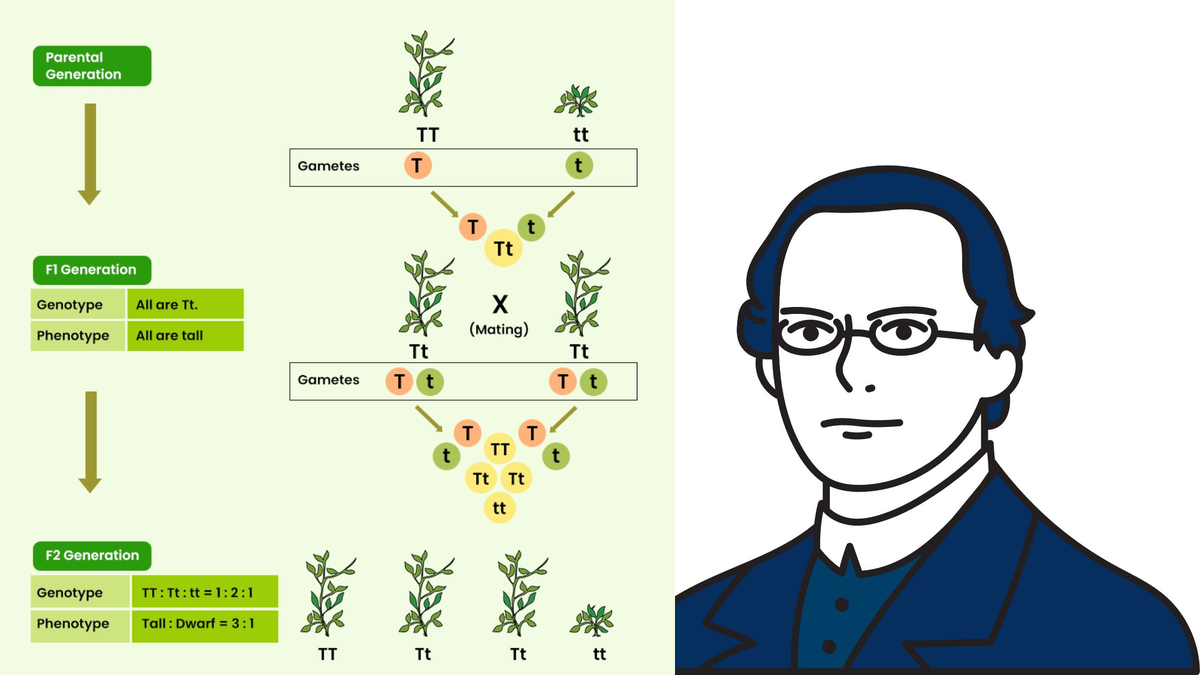 Parental
Generation
TT tt
Gametes T t
T t
Tt
F1 Generation
Genotype All are Tt.
Phenotype All are tall
X
(Mating)
Tt Tt
Gametes T t T t
T T
TT
t t
Tt Tt
tt
F2 Generation
Genotype TT : Tt : tt = 1 : 2 : 1
Phenotype Tall : Dwarf = 3 : 1
TT Tt Tt tt